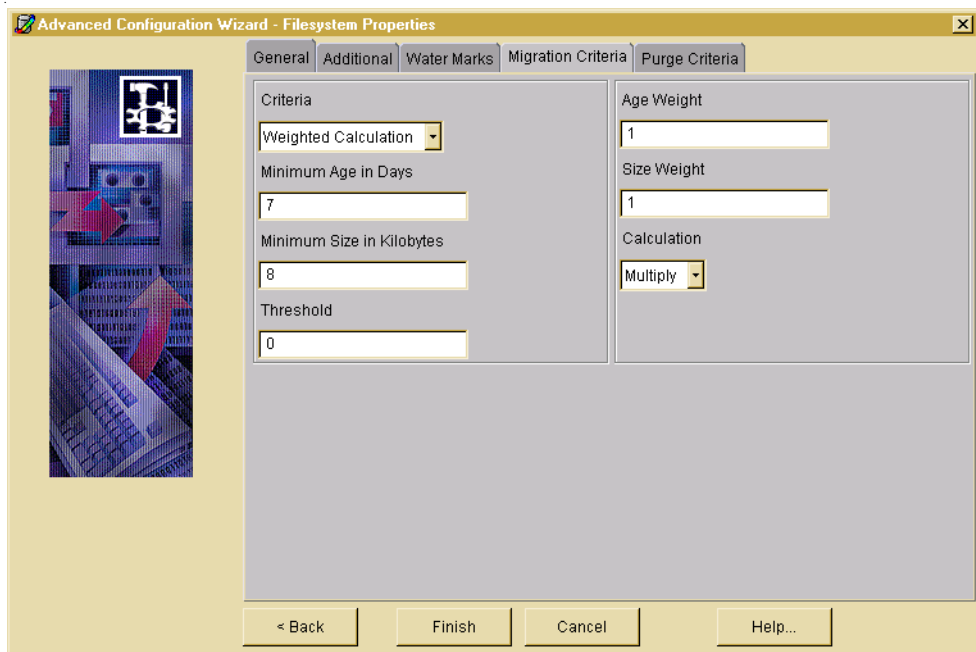 Advanced Configuration Wizard - Filesystem Properties
General Additional Water Marks Migration Criteria Purge Criteria
Criteria
Weighted Calculation
Minimum Age in Days
7
Minimum Size in Kilobytes
8
Threshold
0
Age Weight
1
Size Weight
1
Calculation
Multiply
< Back Finish Cancel Help...